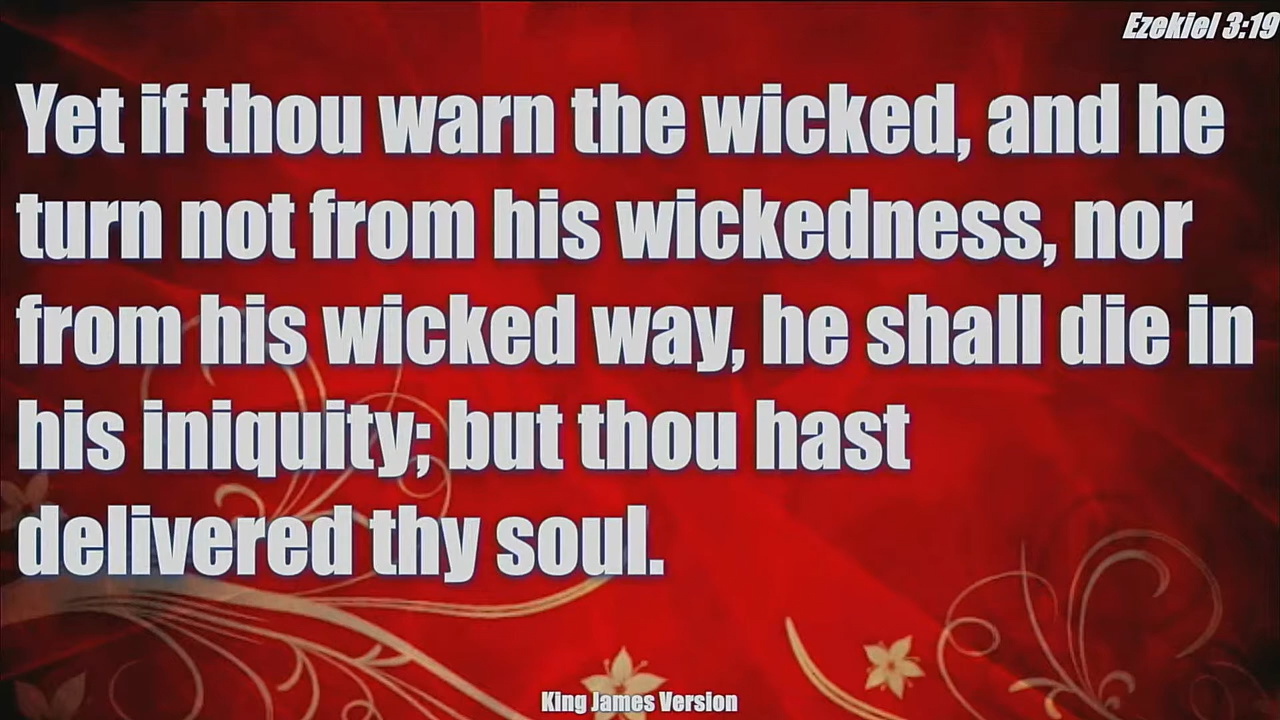 Ezekiel 3:19
Yet if thou warn the wicked, and he
turn not from his wickedness, nor
from his wicked way, he shall die in
his iniquity; but thou hast
delivered thy soul.
King James Version